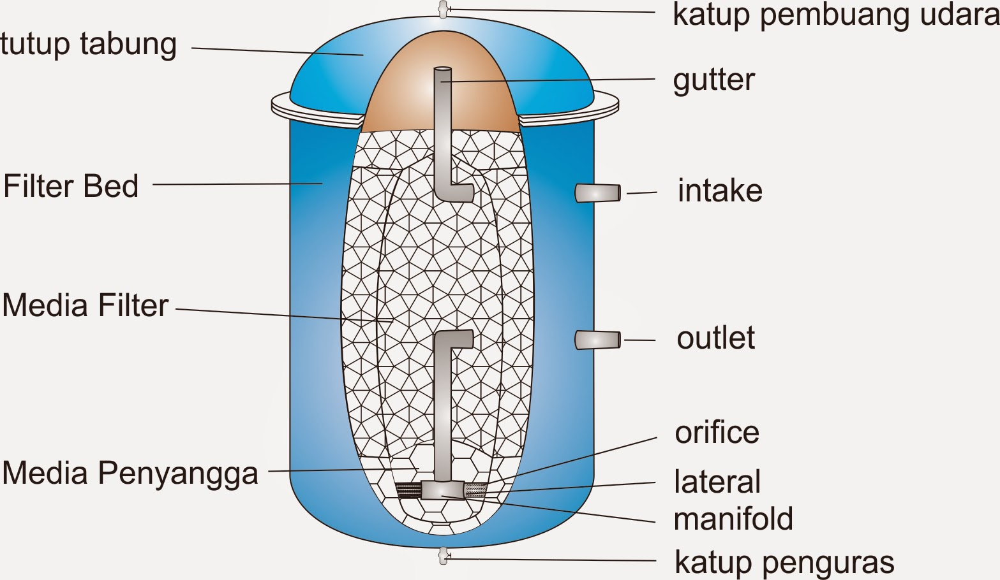 katup pembuang udara
tutup tabung
gutter
Filter Bed
intake
Media Filter
outlet
orifice
Media Penyangga
lateral
manifold
katup penguras